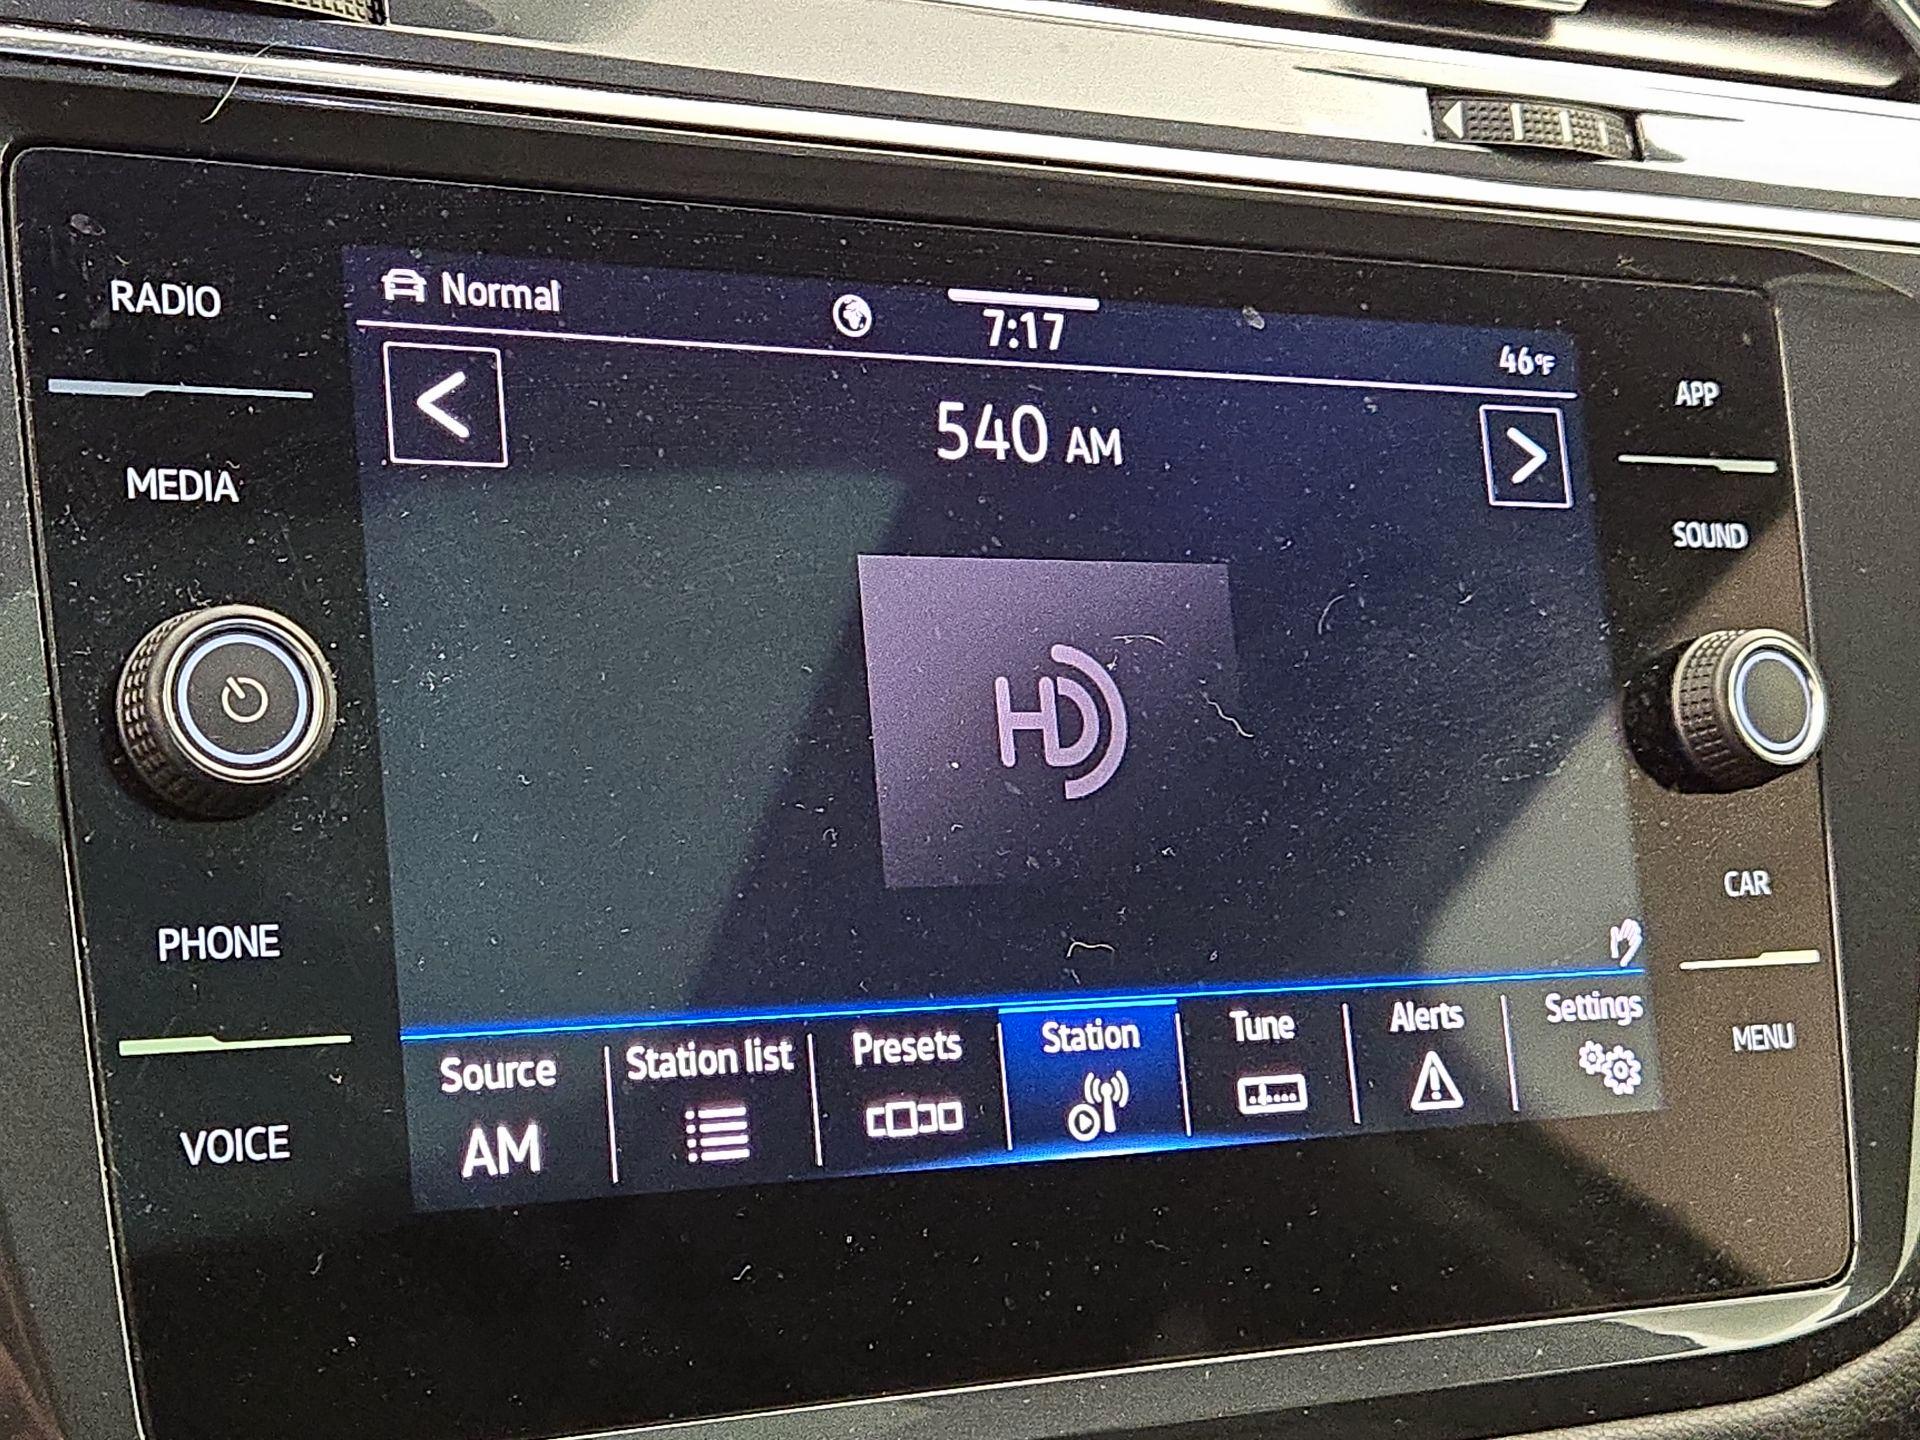 RADIO
MEDIA
PHONE
VOICE
Normal
7:17
46°F
<
540 AM
>
HD
Source
AM
Station list
Presets
Station
Tune
Alerts
Settings
APP
SOUND
CAR
MENU